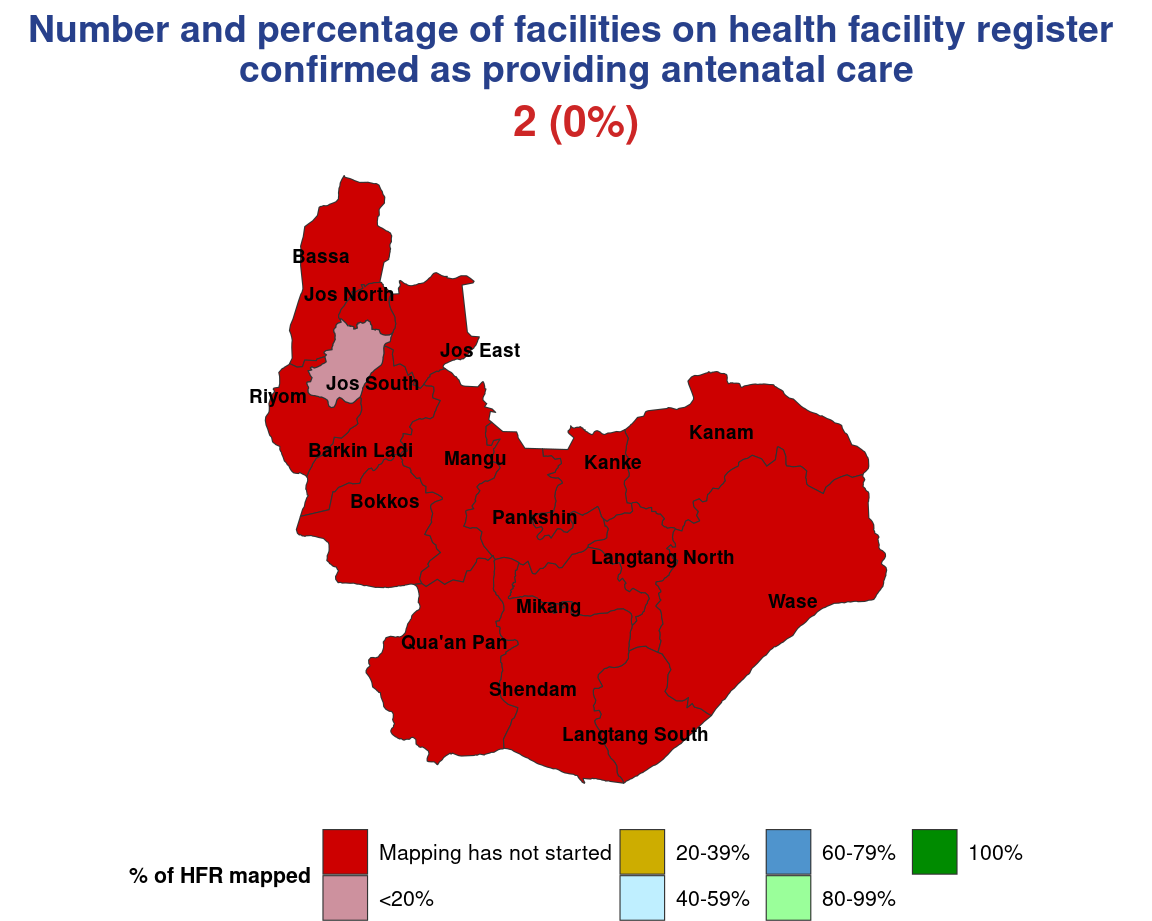 Number and percentage of facilities on health facility register
confirmed as providing antenatal care
2 (0%)
Bassa
Jos North
Jos East
Jos South
Riyom
Kanam
Barkin Ladi
Mangu
Kanke
Bokkos
Pankshin
Langtang North
Wase
Mikang
Qua'an Pan
Shendam
Langtang South
% of HFR mapped
Mapping has not started
<20%
20-39%
40-59%
60-79%
80-99%
100%